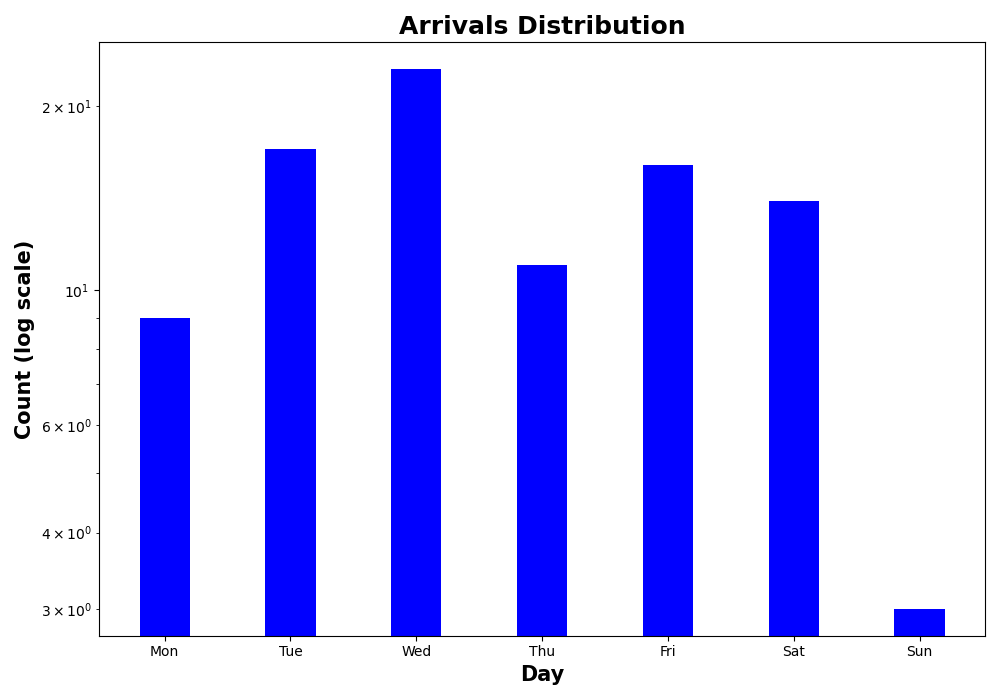 Arrivals Distribution
Count (log scale)
2 × 10¹
10¹
6 × 10⁰
4 × 10⁰
3 × 10⁰
Mon Tue Wed Thu Fri Sat Sun
Day